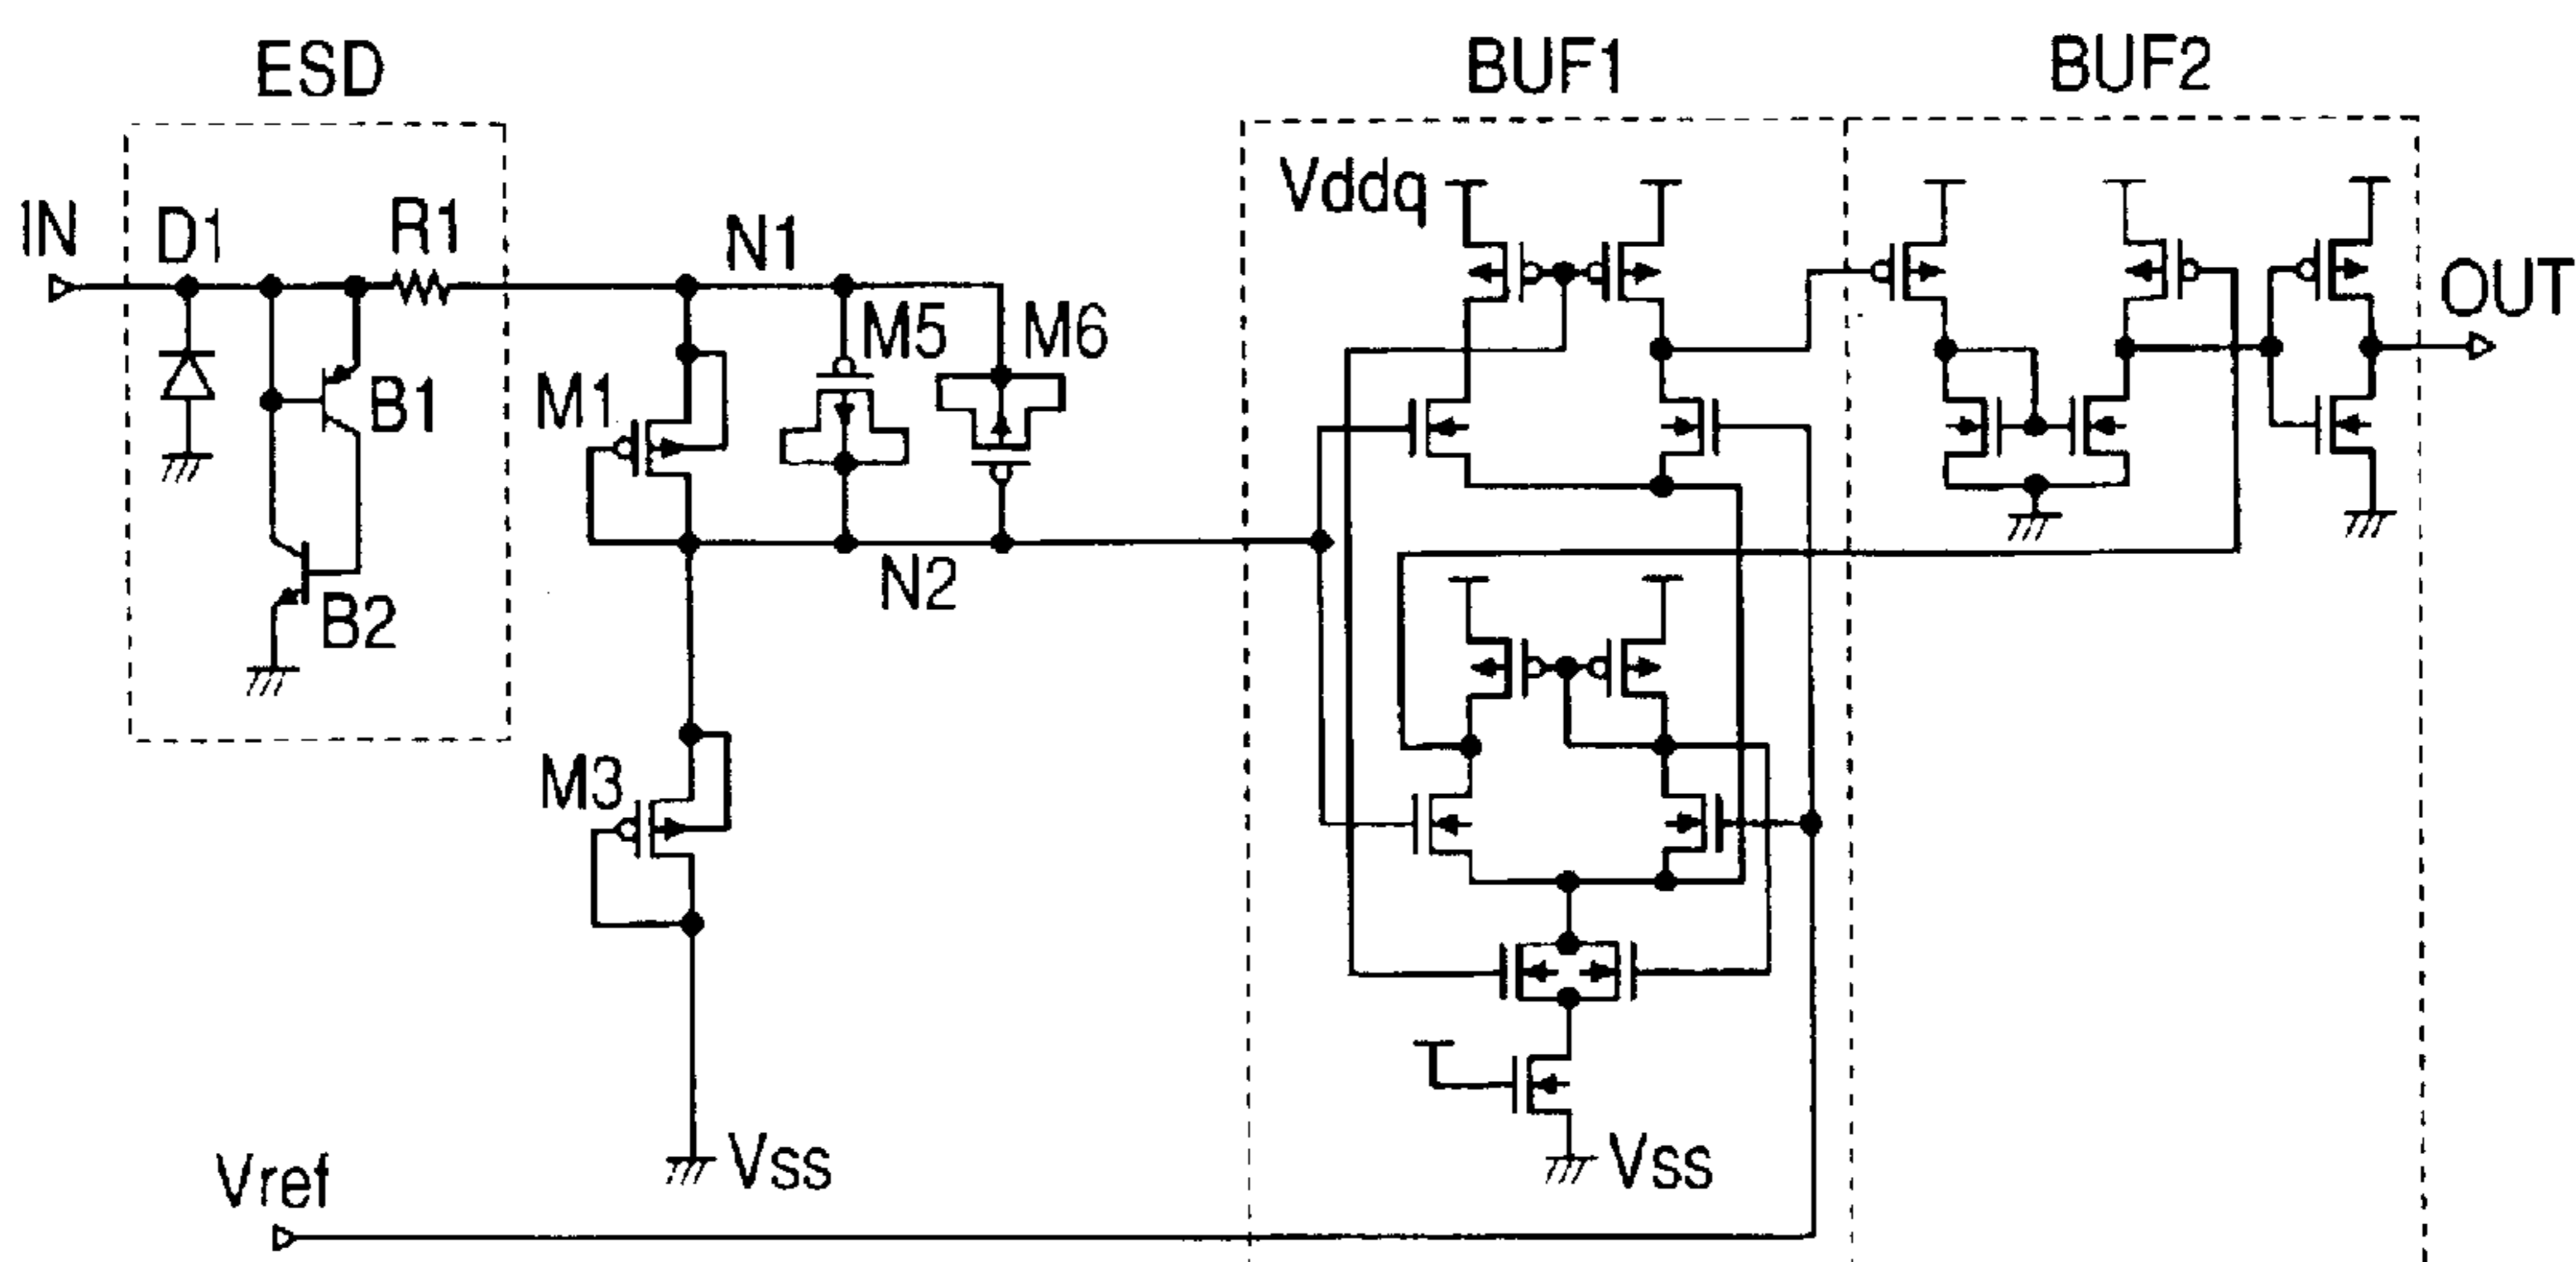 ESD
BUF1
BUF2
IN
D1
R1
N1
Vddq
OUT
M5
M6
M1
B1
N2
B2
M3
Vss
Vss
Vref